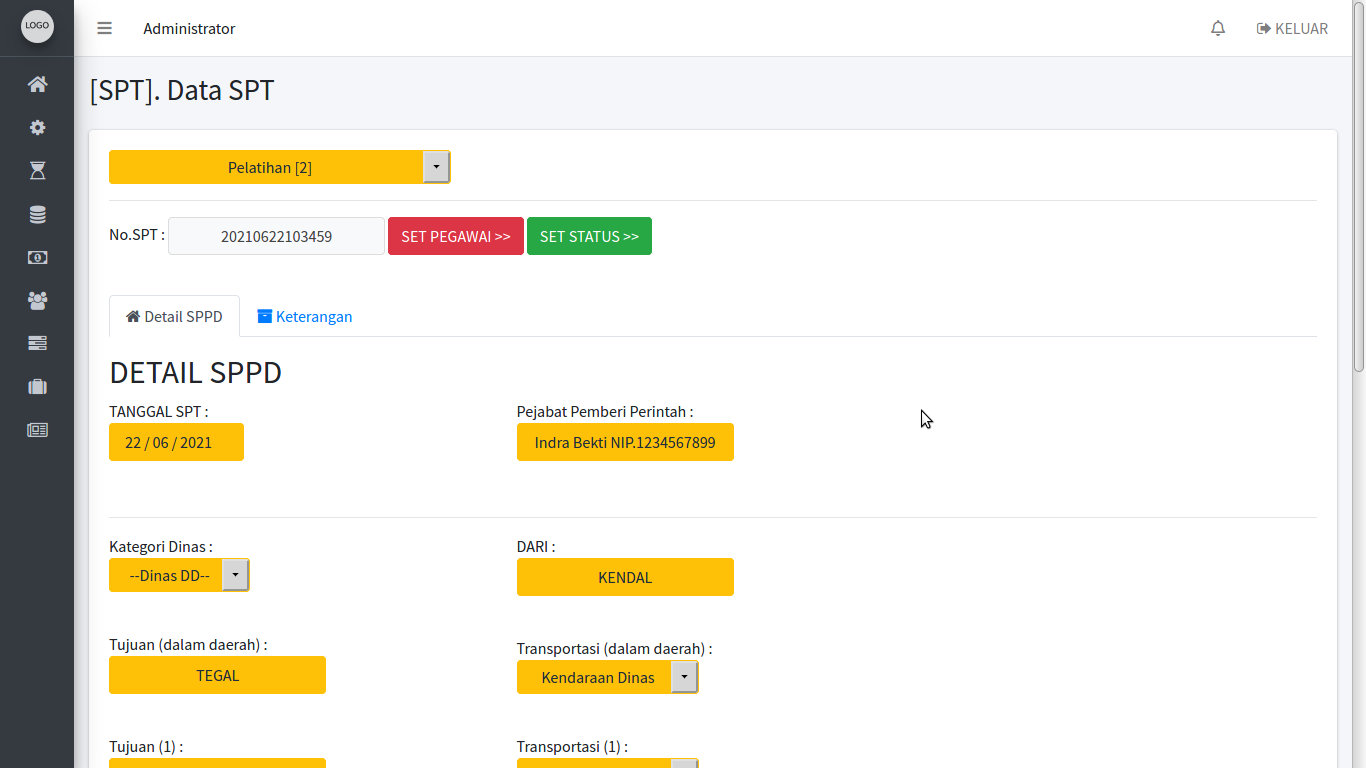 LOGO
Administrator
KELUAR
[SPT]. Data SPT
Pelatihan [2]
No.SPT : 20210622103459 SET PEGAWAI >> SET STATUS >>
Detail SPPD Keterangan
DETAIL SPPD
TANGGAL SPT : Pejabat Pemberi Perintah :
22 / 06 / 2021 Indra Bekti NIP.1234567899
Kategori Dinas : DARI :
--Dinas DD-- KENDAL
Tujuan (dalam daerah) : Transportasi (dalam daerah) :
TEGAL Kendaraan Dinas
Tujuan (1) : Transportasi (1) :